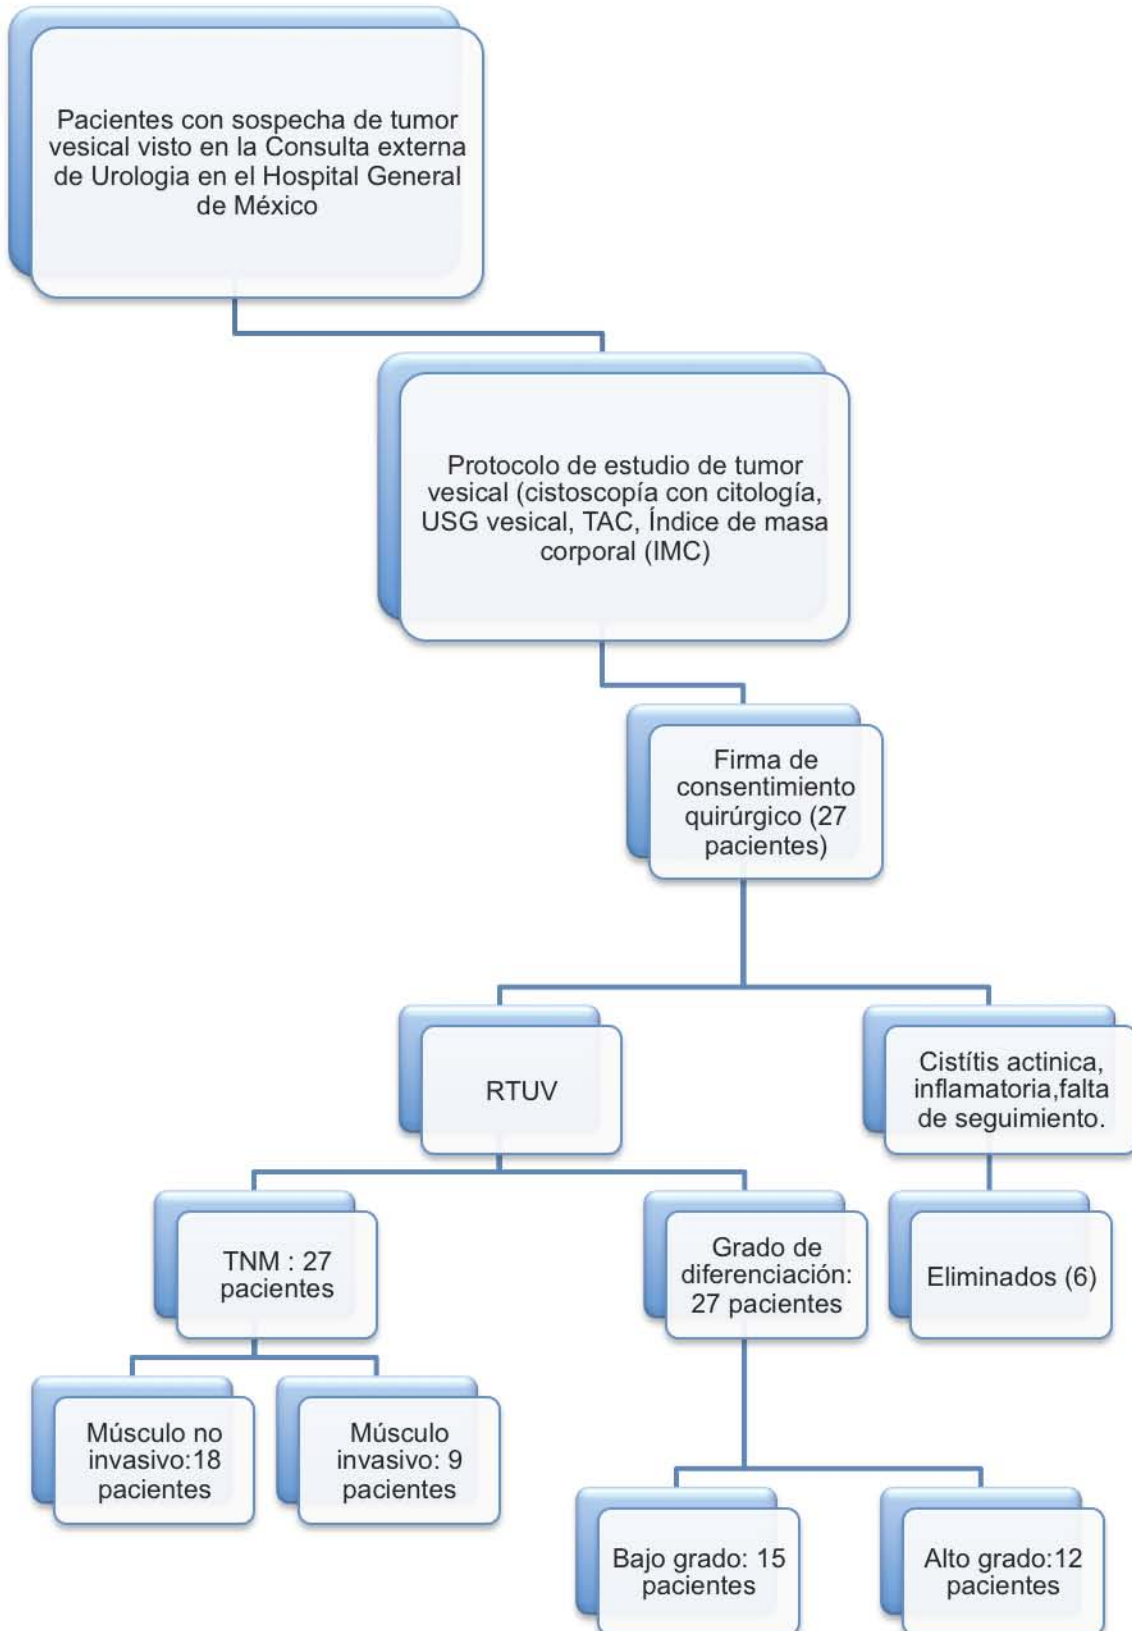 Pacientes con sospecha de tumor
vesical visto en la Consulta externa
de Urologia en el Hospital General
de México
Protocolo de estudio de tumor
vesical (cistoscopía con citología,
USG vesical, TAC, Índice de masa
corporal (IMC)
Firma de
consentimiento
quirúrgico (27
pacientes)
RTUV
Cistítis actinica,
inflamatoria,falta
de seguimiento.
TNM : 27
pacientes
Grado de
diferenciación:
27 pacientes
Eliminados (6)
Músculo no
invasivo:18
pacientes
Músculo
invasivo: 9
pacientes
Bajo grado: 15
pacientes
Alto grado:12
pacientes